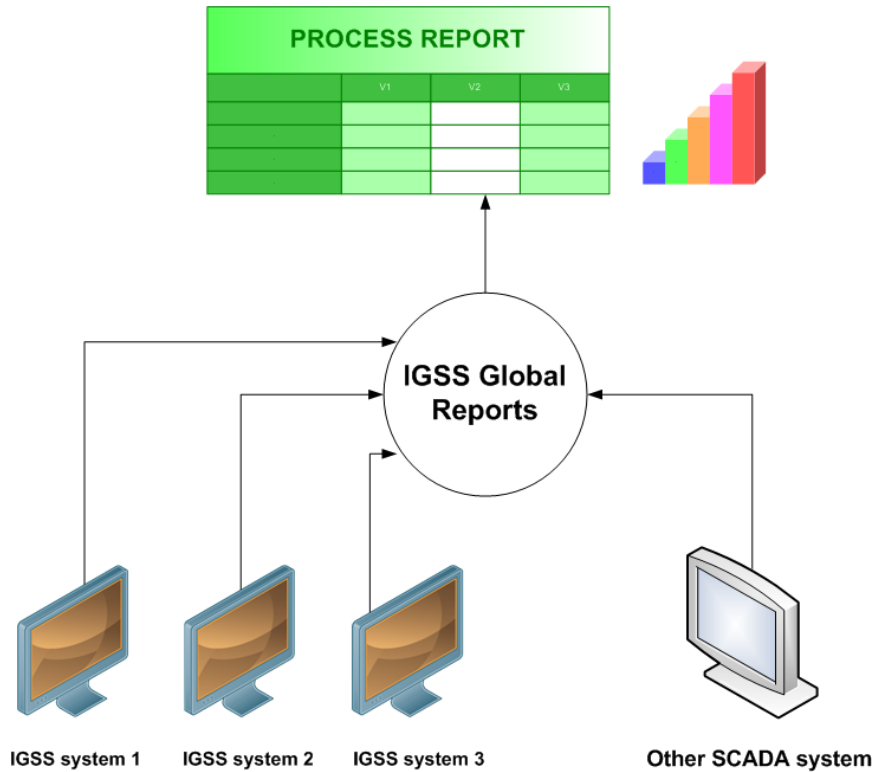 PROCESS REPORT
V1 V2 V3
IGSS Global
Reports
IGSS system 1 IGSS system 2 IGSS system 3 Other SCADA system